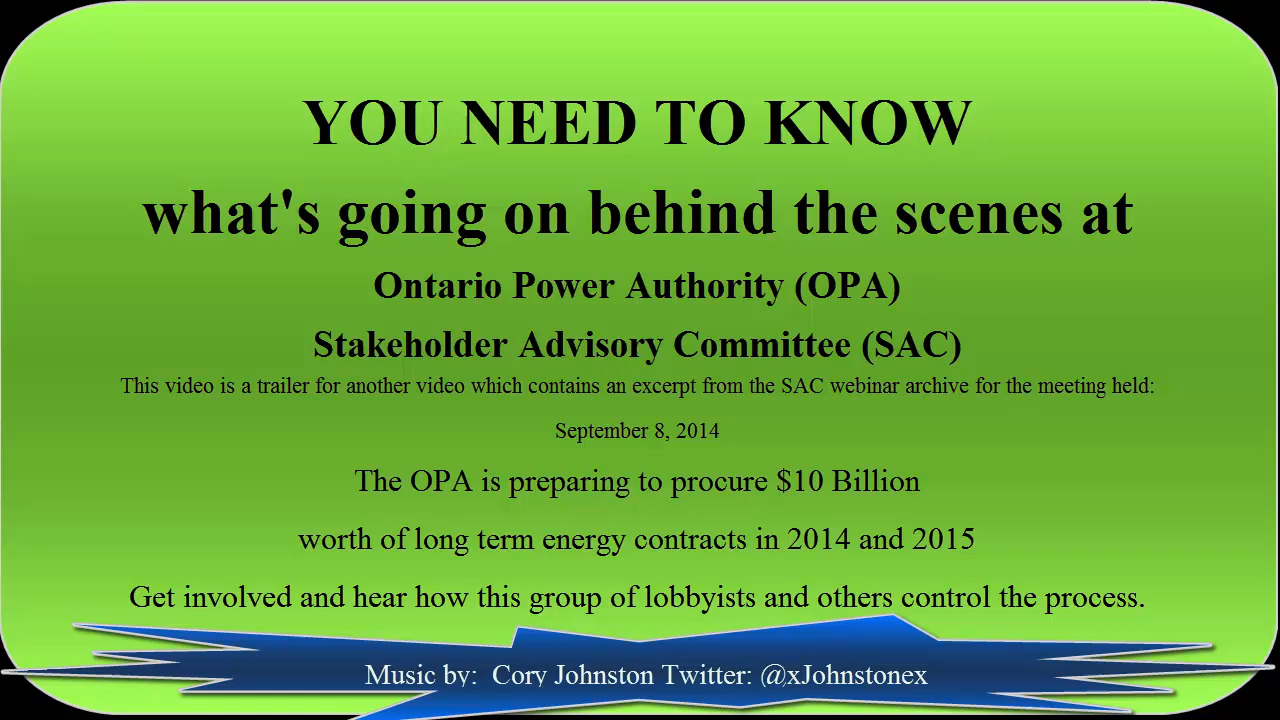 YOU NEED TO KNOW
what's going on behind the scenes at
Ontario Power Authority (OPA)
Stakeholder Advisory Committee (SAC)
This video is a trailer for another video which contains an excerpt from the SAC webinar archive for the meeting held:
September 8, 2014
The OPA is preparing to procure $10 Billion
worth of long term energy contracts in 2014 and 2015
Get involved and hear how this group of lobbyists and others control the process.
Music by:  Cory Johnston Twitter: @xJohnstonex